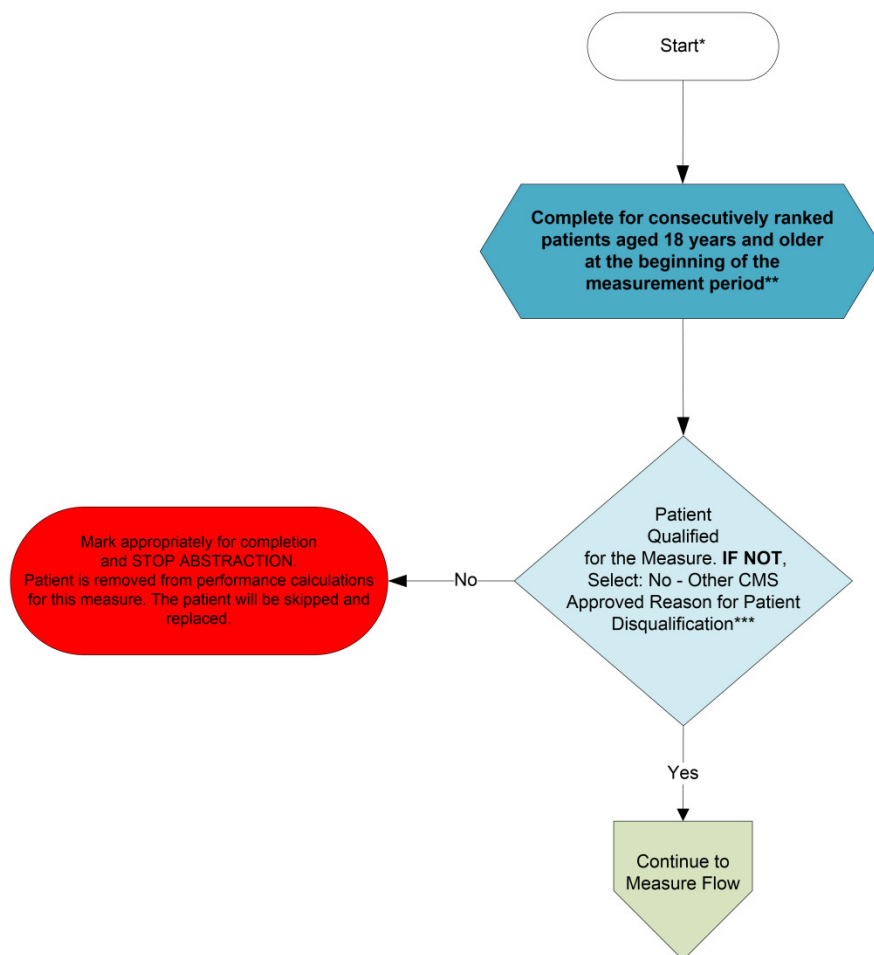 Start*
Complete for consecutively ranked
patients aged 18 years and older
at the beginning of the
measurement period**
Patient
Qualified
for the Measure. IF NOT,
Select: No - Other CMS
Approved Reason for Patient
Disqualification***
No
Mark appropriately for completion
and STOP ABSTRACTION.
Patient is removed from performance calculations
for this measure. The patient will be skipped and
replaced.
Yes
Continue to
Measure Flow